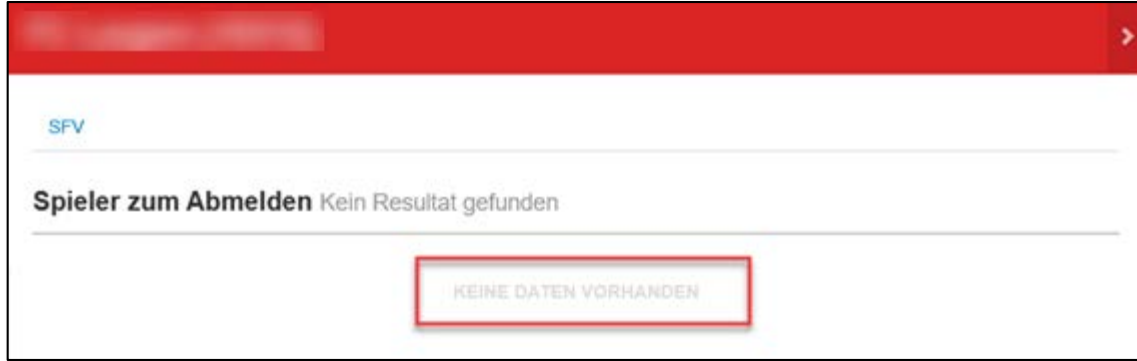 SFV
Spieler zum Abmelden Kein Resultat gefunden
KEINE DATEN VORHANDEN